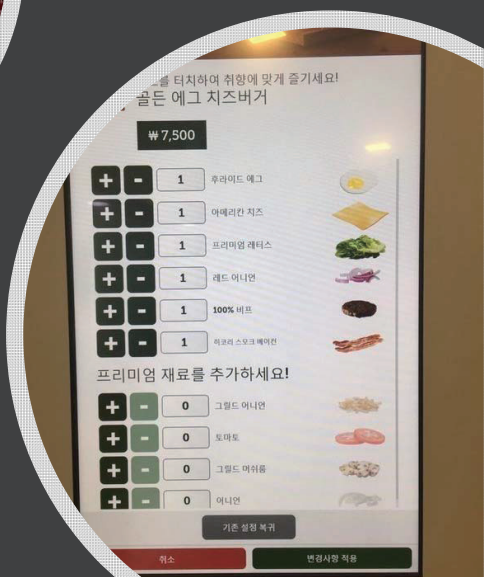 를 터치하여 취향에 맞게 즐기세요!
골든 에그 치즈버거
₩7,500
+ - 1 후라이드 에그
+ - 1 아메리칸 치즈
+ - 1 프리미엄 레터스
+ - 1 레드 어니언
+ - 1 100% 비프
+ - 1 히코리 스모크 베이컨
프리미엄 재료를 추가하세요!
+ - 0 그릴드 어니언
+ - 0 토마토
+ - 0 그릴드 머쉬룸
+ - 0 어니언
기존 설정 복귀
취소 변경사항 적용